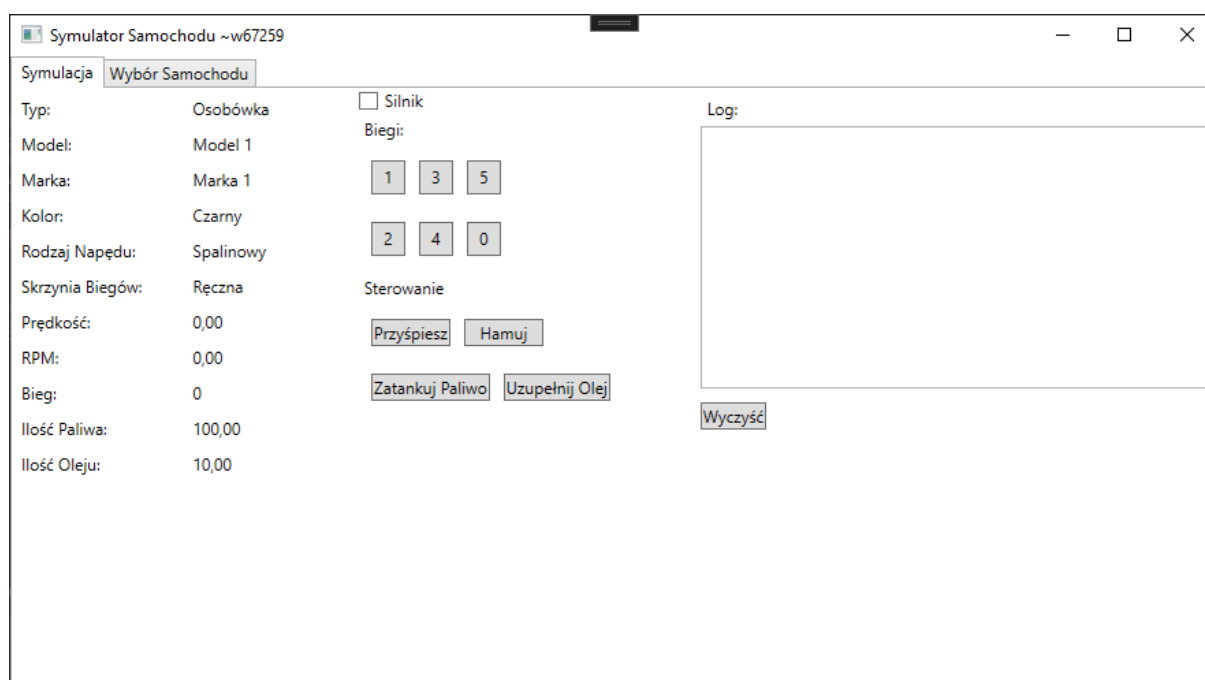 Symulator Samochodu ~w67259
Symulacja Wybór Samochodu
Typ: Osobówka
Model: Model 1
Marka: Marka 1
Kolor: Czarny
Rodzaj Napędu: Spalinowy
Skrzynia Biegów: Ręczna
Prędkość: 0,00
RPM: 0,00
Bieg: 0
Ilość Paliwa: 100,00
Ilość Oleju: 10,00
Silnik
Biegi:
1 3 5
2 4 0
Sterowanie
Przyśpiesz Hamuj
Zatankuj Paliwo Uzupełnij Olej
Log:
Wyczyść